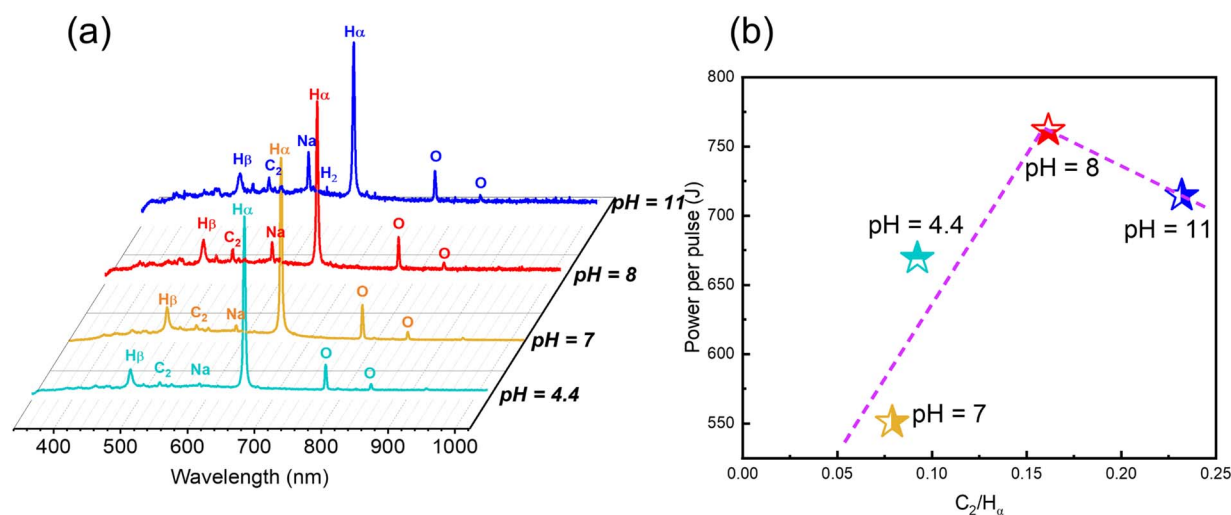 (a)
Hα
Hβ
C₂
Na
H₂
O
O
pH = 11
Hα
Hβ
C₂
Na
O
O
pH = 8
Hα
Hβ
C₂
Na
O
O
pH = 7
Hα
Hβ
C₂
Na
O
O
pH = 4.4
400 500 600 700 800 900 1000
Wavelength (nm)
(b)
800
750
700
650
600
550
Power per pulse (J)
pH = 8
pH = 4.4
pH = 11
pH = 7
0.00 0.05 0.10 0.15 0.20 0.25
C₂/Hα